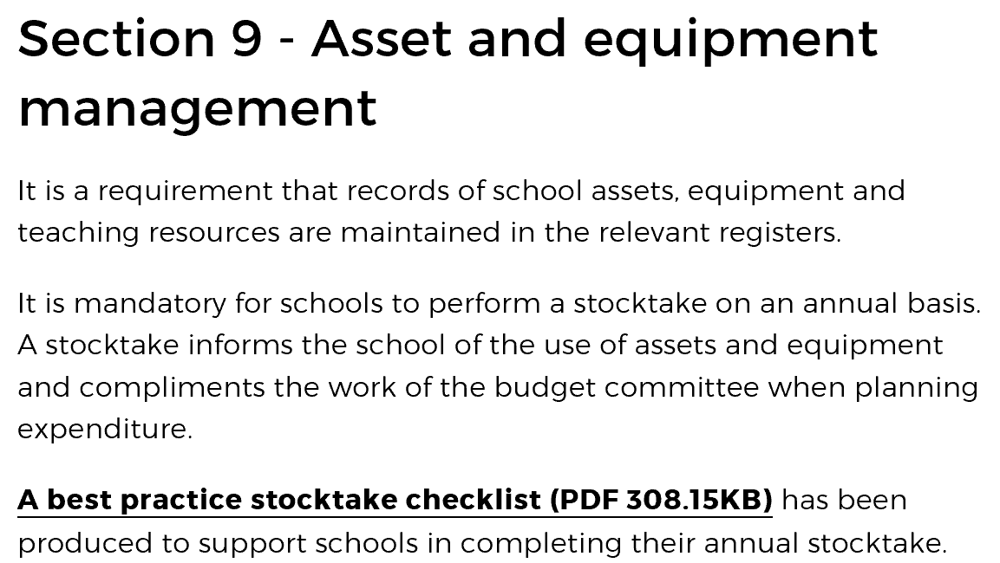 Section 9 - Asset and equipment
management
It is a requirement that records of school assets, equipment and
teaching resources are maintained in the relevant registers.
It is mandatory for schools to perform a stocktake on an annual basis.
A stocktake informs the school of the use of assets and equipment
and compliments the work of the budget committee when planning
expenditure.
A best practice stocktake checklist (PDF 308.15KB) has been
produced to support schools in completing their annual stocktake.